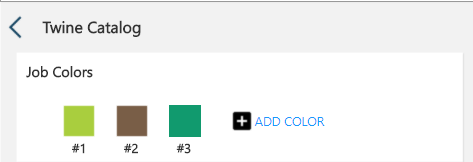 Twine Catalog
Job Colors
ADD COLOR
#1 #2 #3